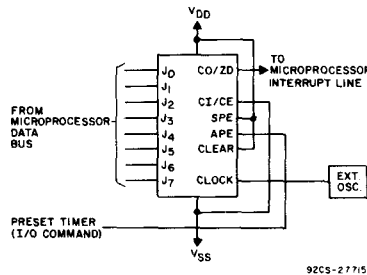 VDD
J0 CO/ZD
J1
J2 CI/CE
J3 SPE
J4 APE
J5 CLEAR
J6
J7 CLOCK
TO
MICROPROCESSOR
INTERRUPT LINE
FROM
MICROPROCESSOR
DATA
BUS
EXT.
OSC.
PRESET TIMER
(I/O COMMAND)
VSS
92CS-27715